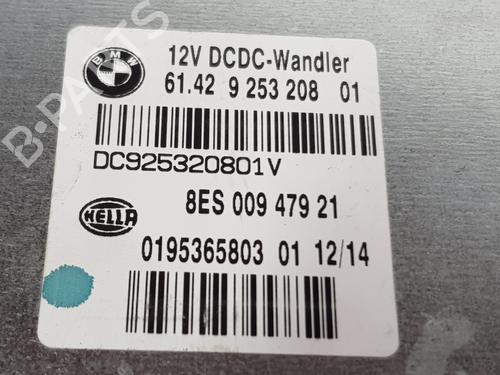 BMW
12V DCDC-Wandler
61.42 9 253 208 01
DC925320801V
HELLA
8ES 009 479 21
0195365803 01 12/14
B-PARTS